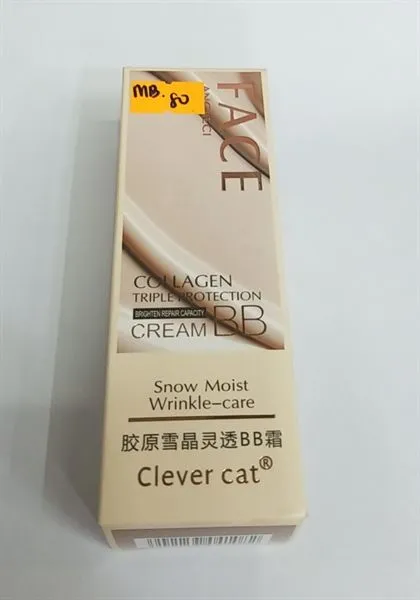 MB. 80
FACE
COLLAGEN
TRIPLE PROTECTION
BRIGHTEN REPAIR CAPACITY
CREAM BB
Snow Moist
Wrinkle-care
胶原雪晶灵透BB霜
Clever cat®